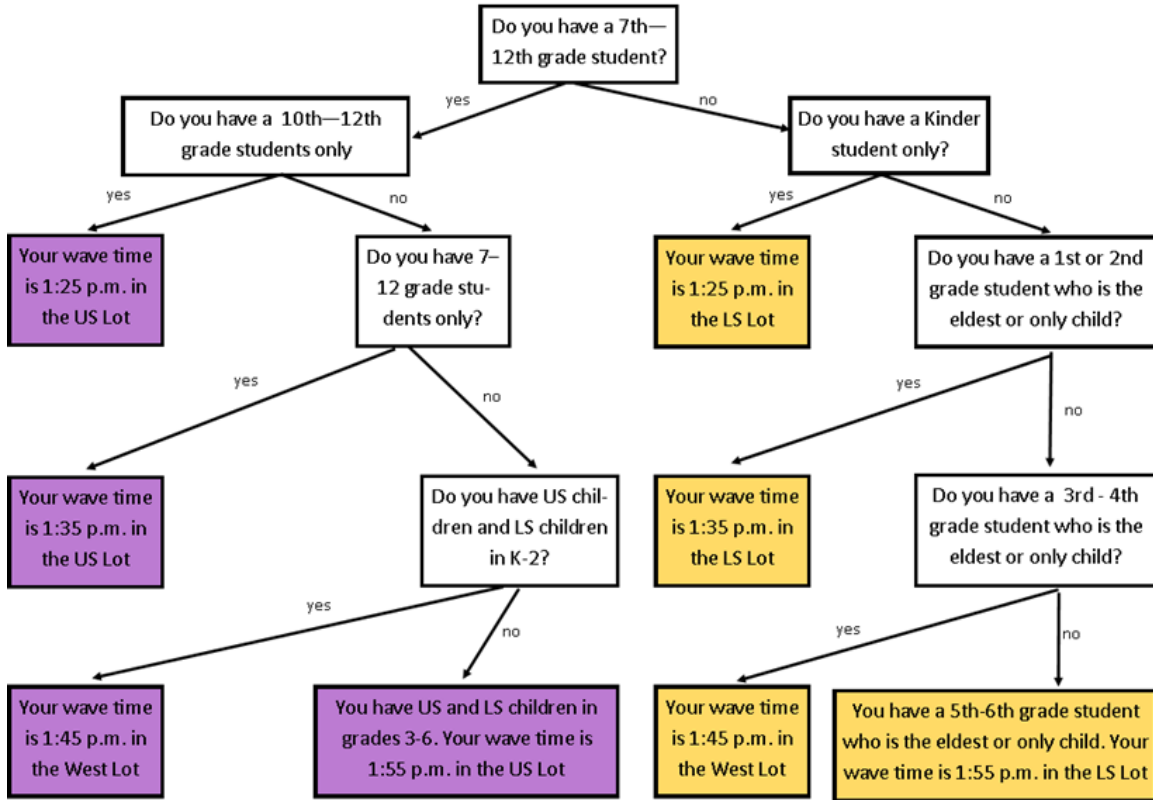 Do you have a 7th—
12th grade student?
yes
no
Do you have a  10th—12th
grade students only
Do you have a Kinder
student only?
yes
no
yes
no
Your wave time
is 1:25 p.m. in
the US Lot
Do you have 7–
12 grade stu-
dents only?
Your wave time
is 1:25 p.m. in
the LS Lot
Do you have a 1st or 2nd
grade student who is the
eldest or only child?
yes
no
yes
no
Your wave time
is 1:35 p.m. in
the US Lot
Do you have US chil-
dren and LS children
in K-2?
Your wave time
is 1:35 p.m. in
the LS Lot
Do you have a  3rd - 4th
grade student who is the
eldest or only child?
yes
no
yes
no
Your wave time
is 1:45 p.m. in
the West Lot
You have US and LS children in
grades 3-6. Your wave time is
1:55 p.m. in the US Lot
Your wave time
is 1:45 p.m. in
the West Lot
You have a 5th-6th grade student
who is the eldest or only child. Your
wave time is 1:55 p.m. in the LS Lot